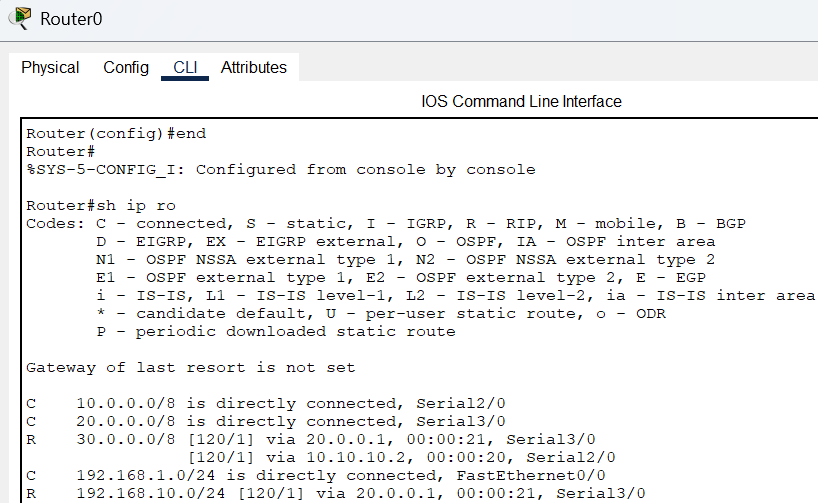 Router0
Physical Config CLI Attributes
IOS Command Line Interface
Router(config)#end
Router#
%SYS-5-CONFIG_I: Configured from console by console
Router#sh ip ro
Codes: C - connected, S - static, I - IGRP, R - RIP, M - mobile, B - BGP
D - EIGRP, EX - EIGRP external, O - OSPF, IA - OSPF inter area
N1 - OSPF NSSA external type 1, N2 - OSPF NSSA external type 2
E1 - OSPF external type 1, E2 - OSPF external type 2, E - EGP
i - IS-IS, L1 - IS-IS level-1, L2 - IS-IS level-2, ia - IS-IS inter area
* - candidate default, U - per-user static route, o - ODR
P - periodic downloaded static route
Gateway of last resort is not set
C 10.0.0.0/8 is directly connected, Serial2/0
C 20.0.0.0/8 is directly connected, Serial3/0
R 30.0.0.0/8 [120/1] via 20.0.0.1, 00:00:21, Serial3/0
[120/1] via 10.10.10.2, 00:00:20, Serial2/0
C 192.168.1.0/24 is directly connected, FastEthernet0/0
R 192.168.10.0/24 [120/1] via 20.0.0.1, 00:00:21, Serial3/0